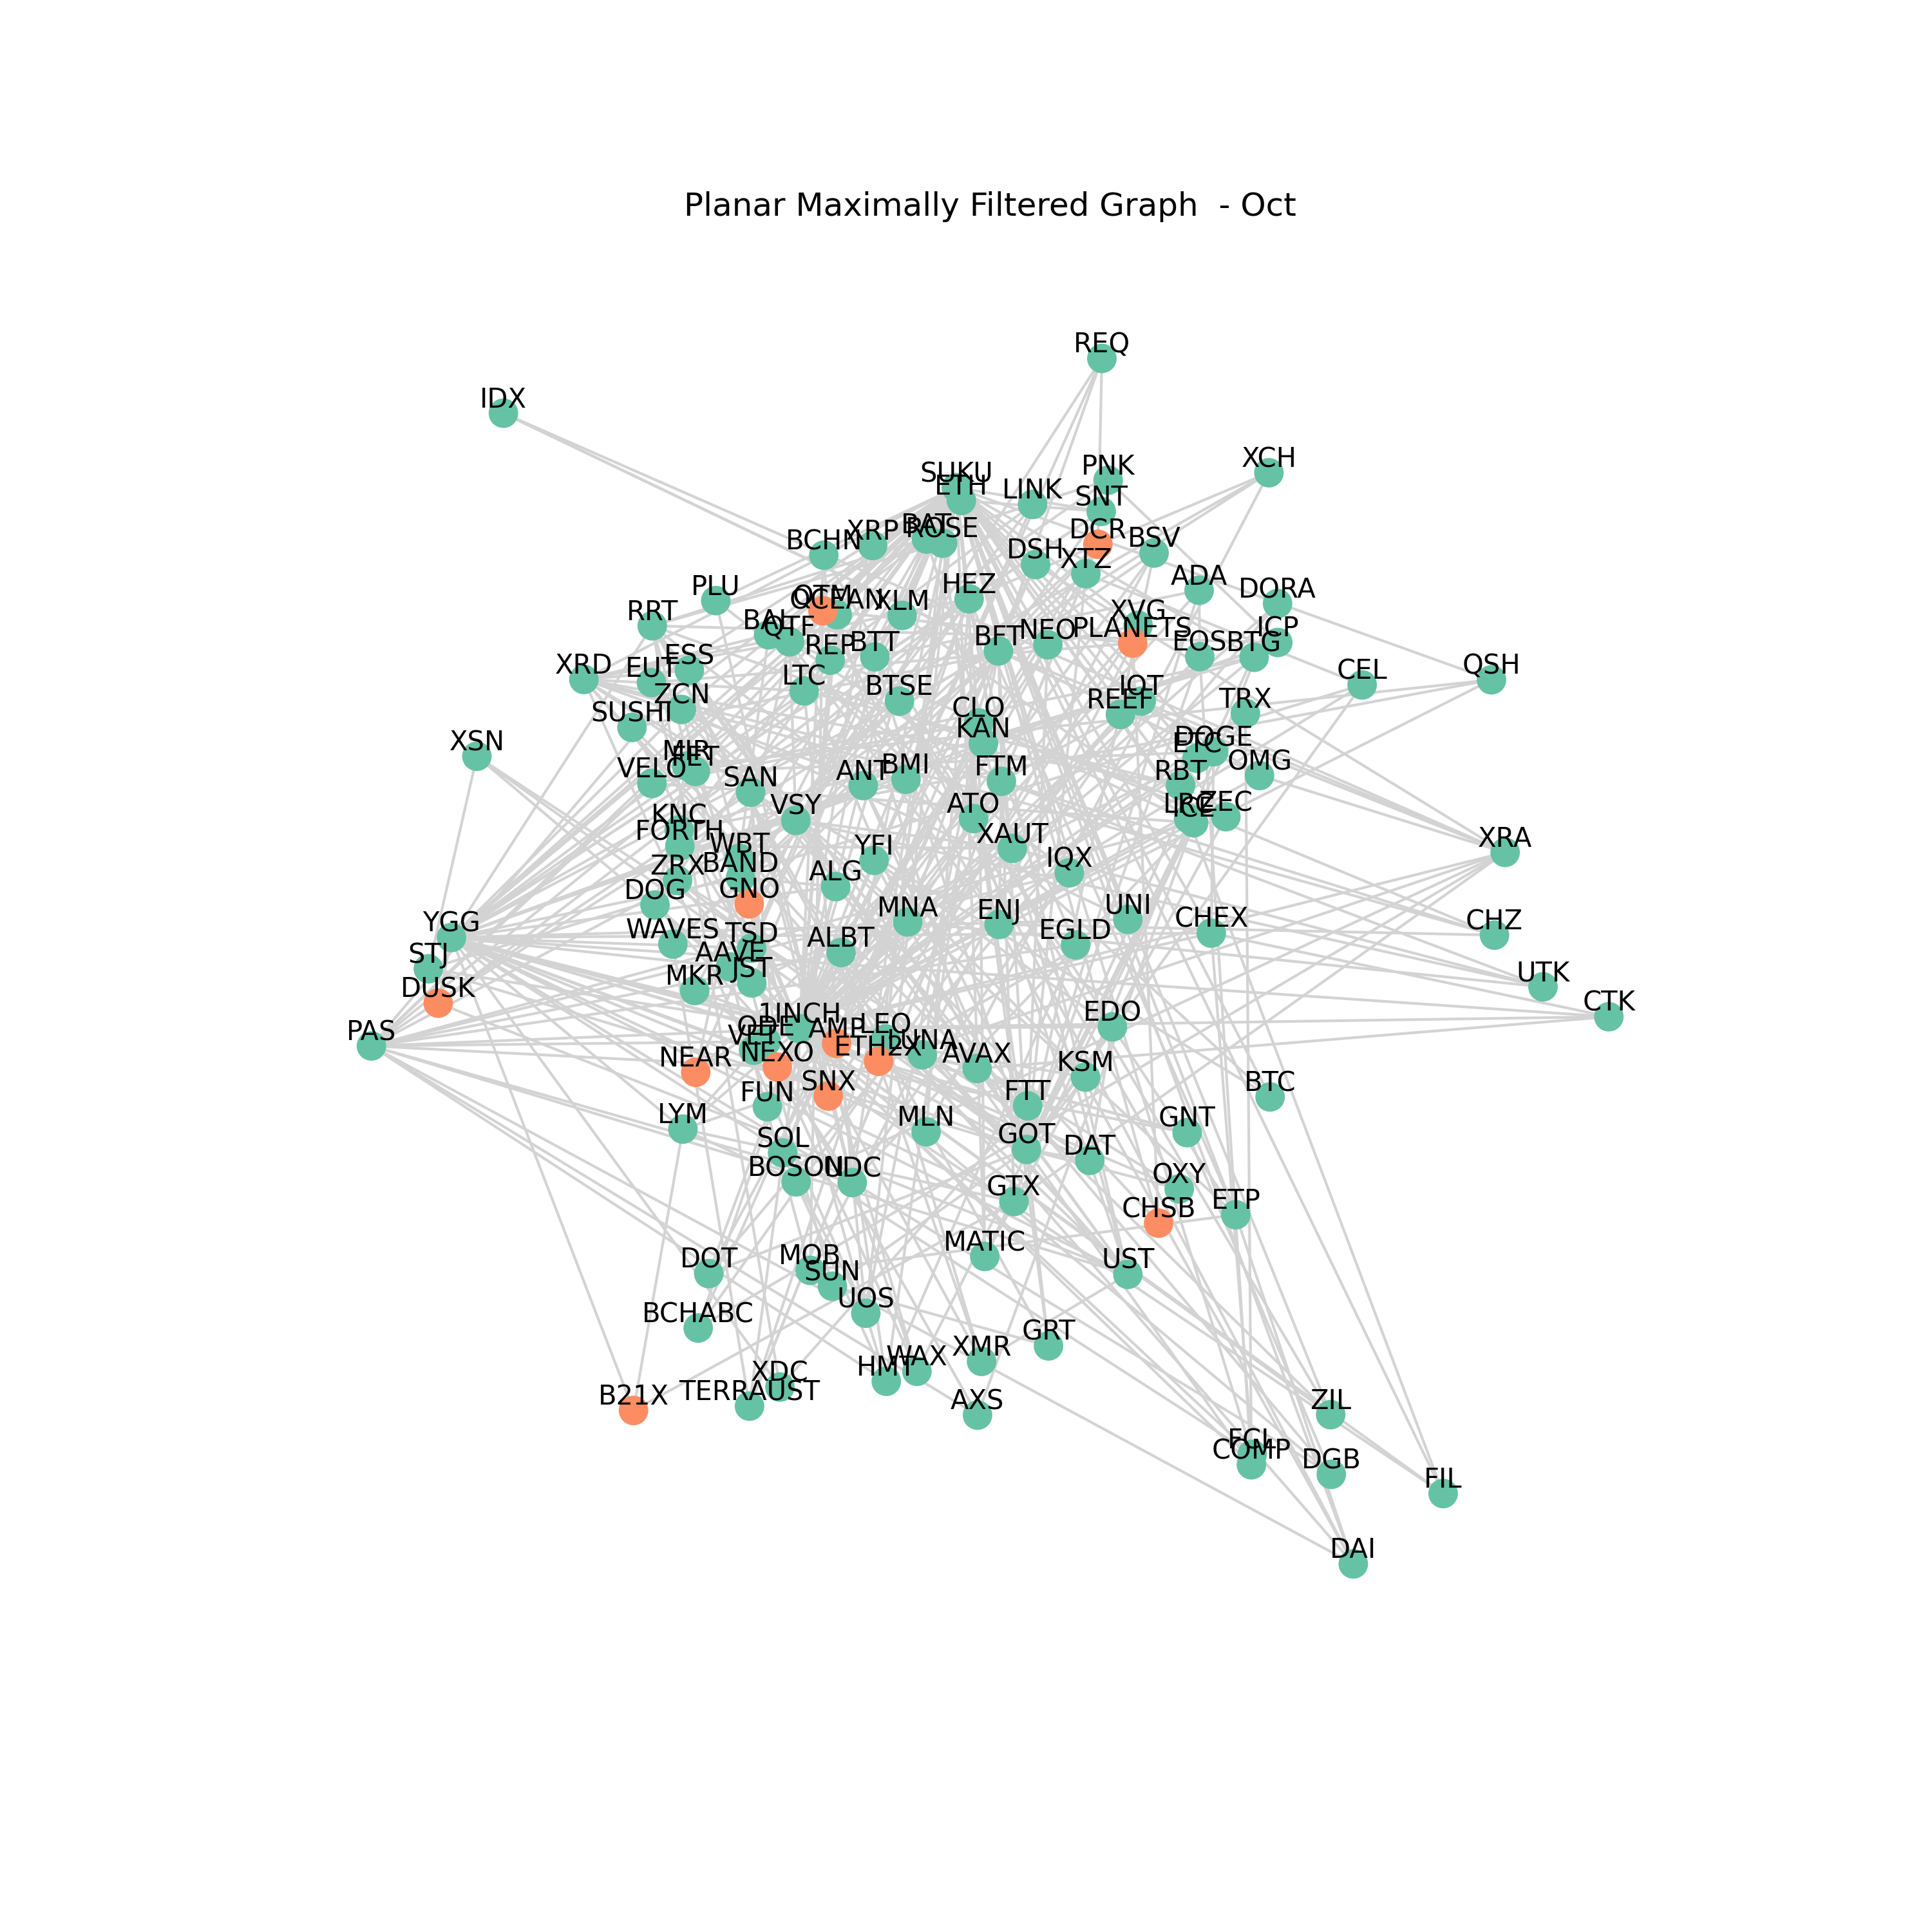 Planar Maximally Filtered Graph - Oct
REQ
IDX
XCH
PNK
SUKU
ETH
LINK
SNT
DCR
BAT
ROSE
XRP
BCHN
BSV
DSH
XTZ
ADA
DORA
HEZ
PLU
QTM
OCEAN
XLM
RRT
BAL
QTF
XVG
PLANETS
ICP
BFT
NEO
EOS
BTG
REP
BTT
XRD
EUT
ESS
LTC
CEL
QSH
BTSE
ZCN
IOT
REEF
TRX
SUSHI
CLO
KAN
XSN
DOGE
ETC
MIR
FET
VELO
SAN
ANT
BMI
FTM
RBT
OMG
VSY
ATO
LRC
ICE
ZEC
KNC
FORTH
XAUT
XRA
WBT
YFI
BAND
ZRX
ALG
IQX
DOG
GNO
MNA
ENJ
UNI
CHEX
CHZ
YGG
WAVES
TSD
ALBT
EGLD
STJ
AAVE
JST
MKR
UTK
DUSK
CTK
PAS
1INCH
ODE
VET
AMP
LEO
EDO
LUNA
ETH2X
NEXO
AVAX
NEAR
KSM
SNX
BTC
FUN
FTT
LYM
MLN
GNT
SOL
GOT
DAT
BOSON
UDC
OXY
GTX
CHSB
ETP
DOT
MOB
SUN
MATIC
UST
BCHABC
UOS
GRT
XMR
WAX
HMT
XDC
TERRAUST
B21X
AXS
ZIL
COMP
DGB
FIL
DAI